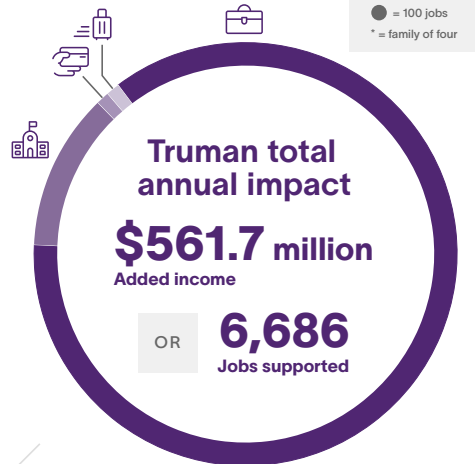 = 100 jobs
* = family of four
Truman total
annual impact
$561.7 million
Added income
OR
6,686
Jobs supported